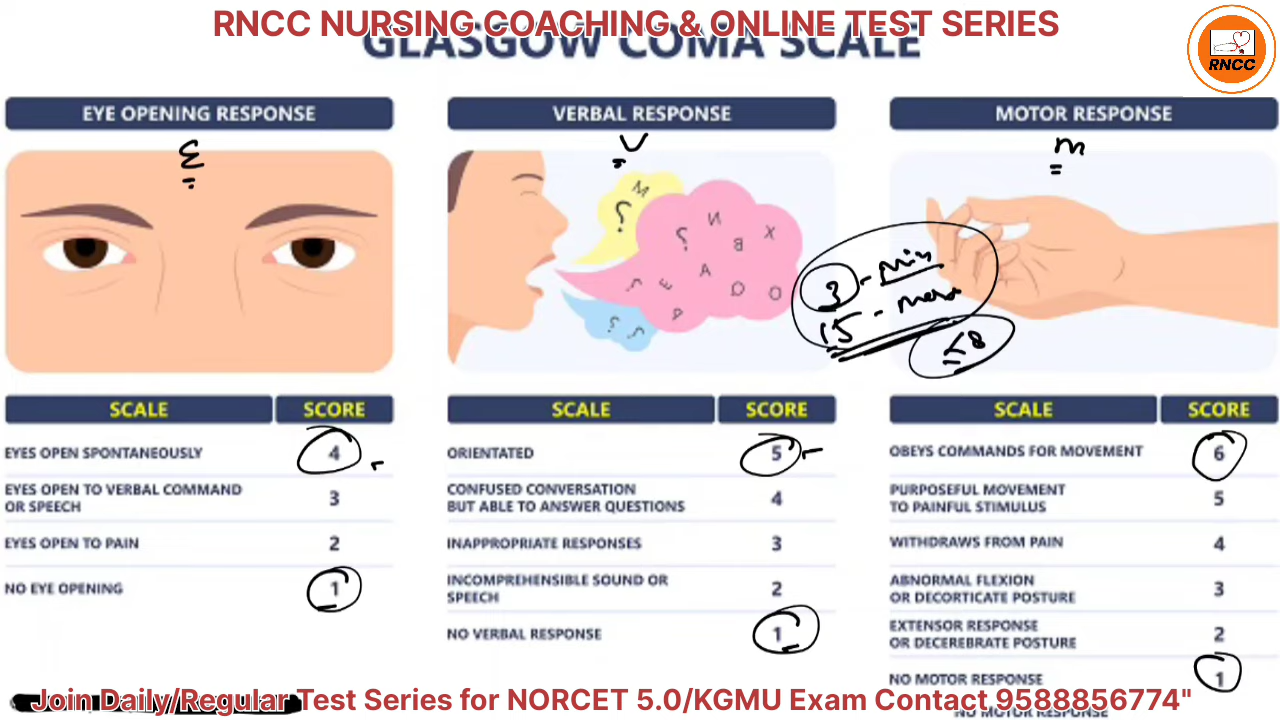 RNCC NURSING COACHING & ONLINE TEST SERIES
GLASGOW COMA SCALE
RNCC
EYE OPENING RESPONSE
E
SCALE SCORE
EYES OPEN SPONTANEOUSLY 4
EYES OPEN TO VERBAL COMMAND
OR SPEECH 3
EYES OPEN TO PAIN 2
NO EYE OPENING 1
VERBAL RESPONSE
V
M
?
N
X
?
B
A
E
?
SCALE SCORE
ORIENTATED 5
CONFUSED CONVERSATION
BUT ABLE TO ANSWER QUESTIONS 4
INAPPROPRIATE RESPONSES 3
INCOMPREHENSIBLE SOUND OR
SPEECH 2
NO VERBAL RESPONSE 1
MOTOR RESPONSE
m
3 - min
15 -
≤8
SCALE SCORE
OBEYS COMMANDS FOR MOVEMENT 6
PURPOSEFUL MOVEMENT
TO PAINFUL STIMULUS 5
WITHDRAWS FROM PAIN 4
ABNORMAL FLEXION
OR DECORTICATE POSTURE 3
EXTENSOR RESPONSE
OR DECEREBRATE POSTURE 2
NO MOTOR RESPONSE 1
Join Daily/Regular Test Series for NORCET 5.0/KGMU Exam Contact 9588856774"
NO MOTOR RESPONSE